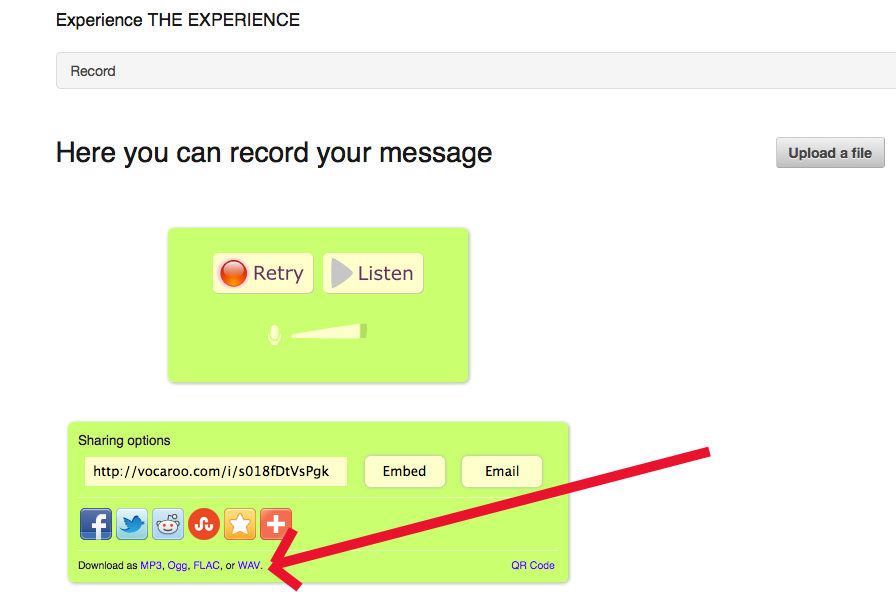 Experience THE EXPERIENCE
Record
Here you can record your message
Upload a file
Retry
Listen
Sharing options
http://vocaroo.com/i/s018fDtVsPgk
Embed
Email
Download as MP3, Ogg, FLAC, or WAV.
QR Code